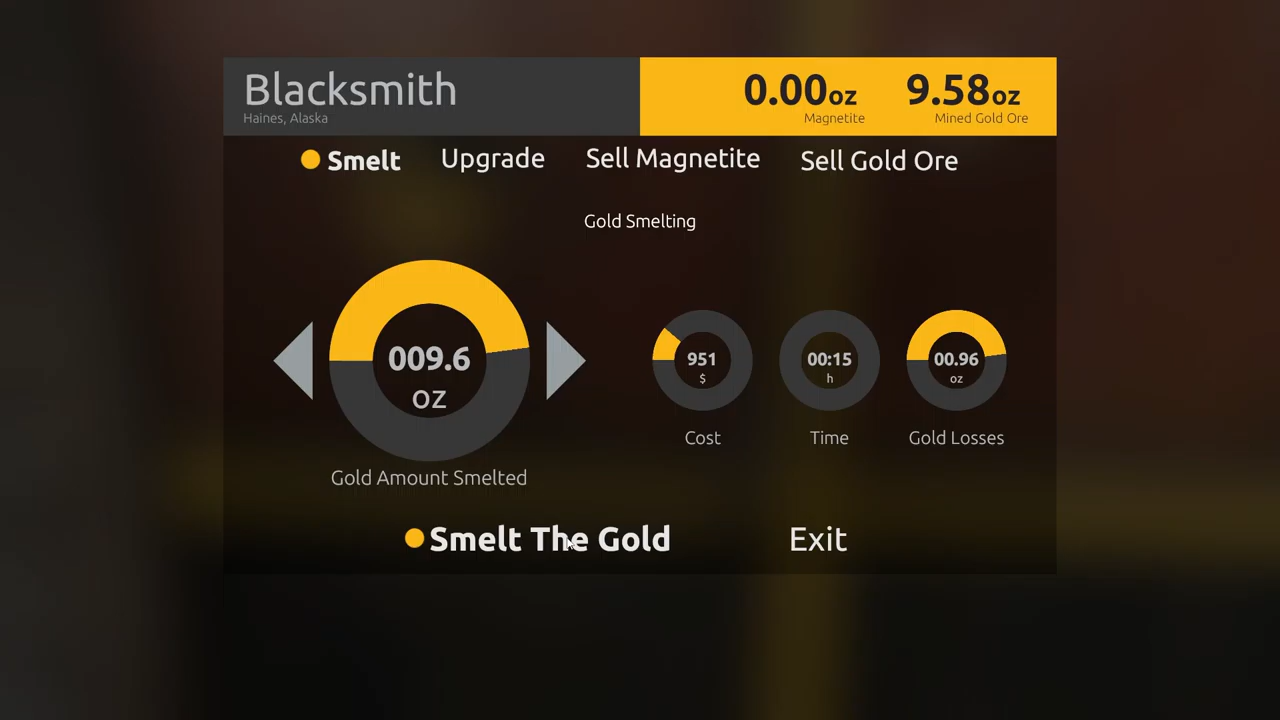 Blacksmith
Haines, Alaska
0.00oz
Magnetite
9.58oz
Mined Gold Ore
Smelt
Upgrade
Sell Magnetite
Sell Gold Ore
Gold Smelting
009.6
oz
Gold Amount Smelted
951
$
Cost
00:15
h
Time
00.96
oz
Gold Losses
Smelt The Gold
Exit